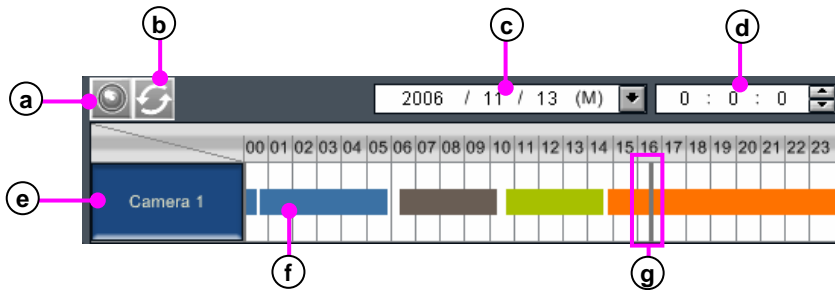 b c d
a
2006 / 11 / 13 (M) 0 : 0 : 0
00 01 02 03 04 05 06 07 08 09 10 11 12 13 14 15 16 17 18 19 20 21 22 23
e Camera 1
f g